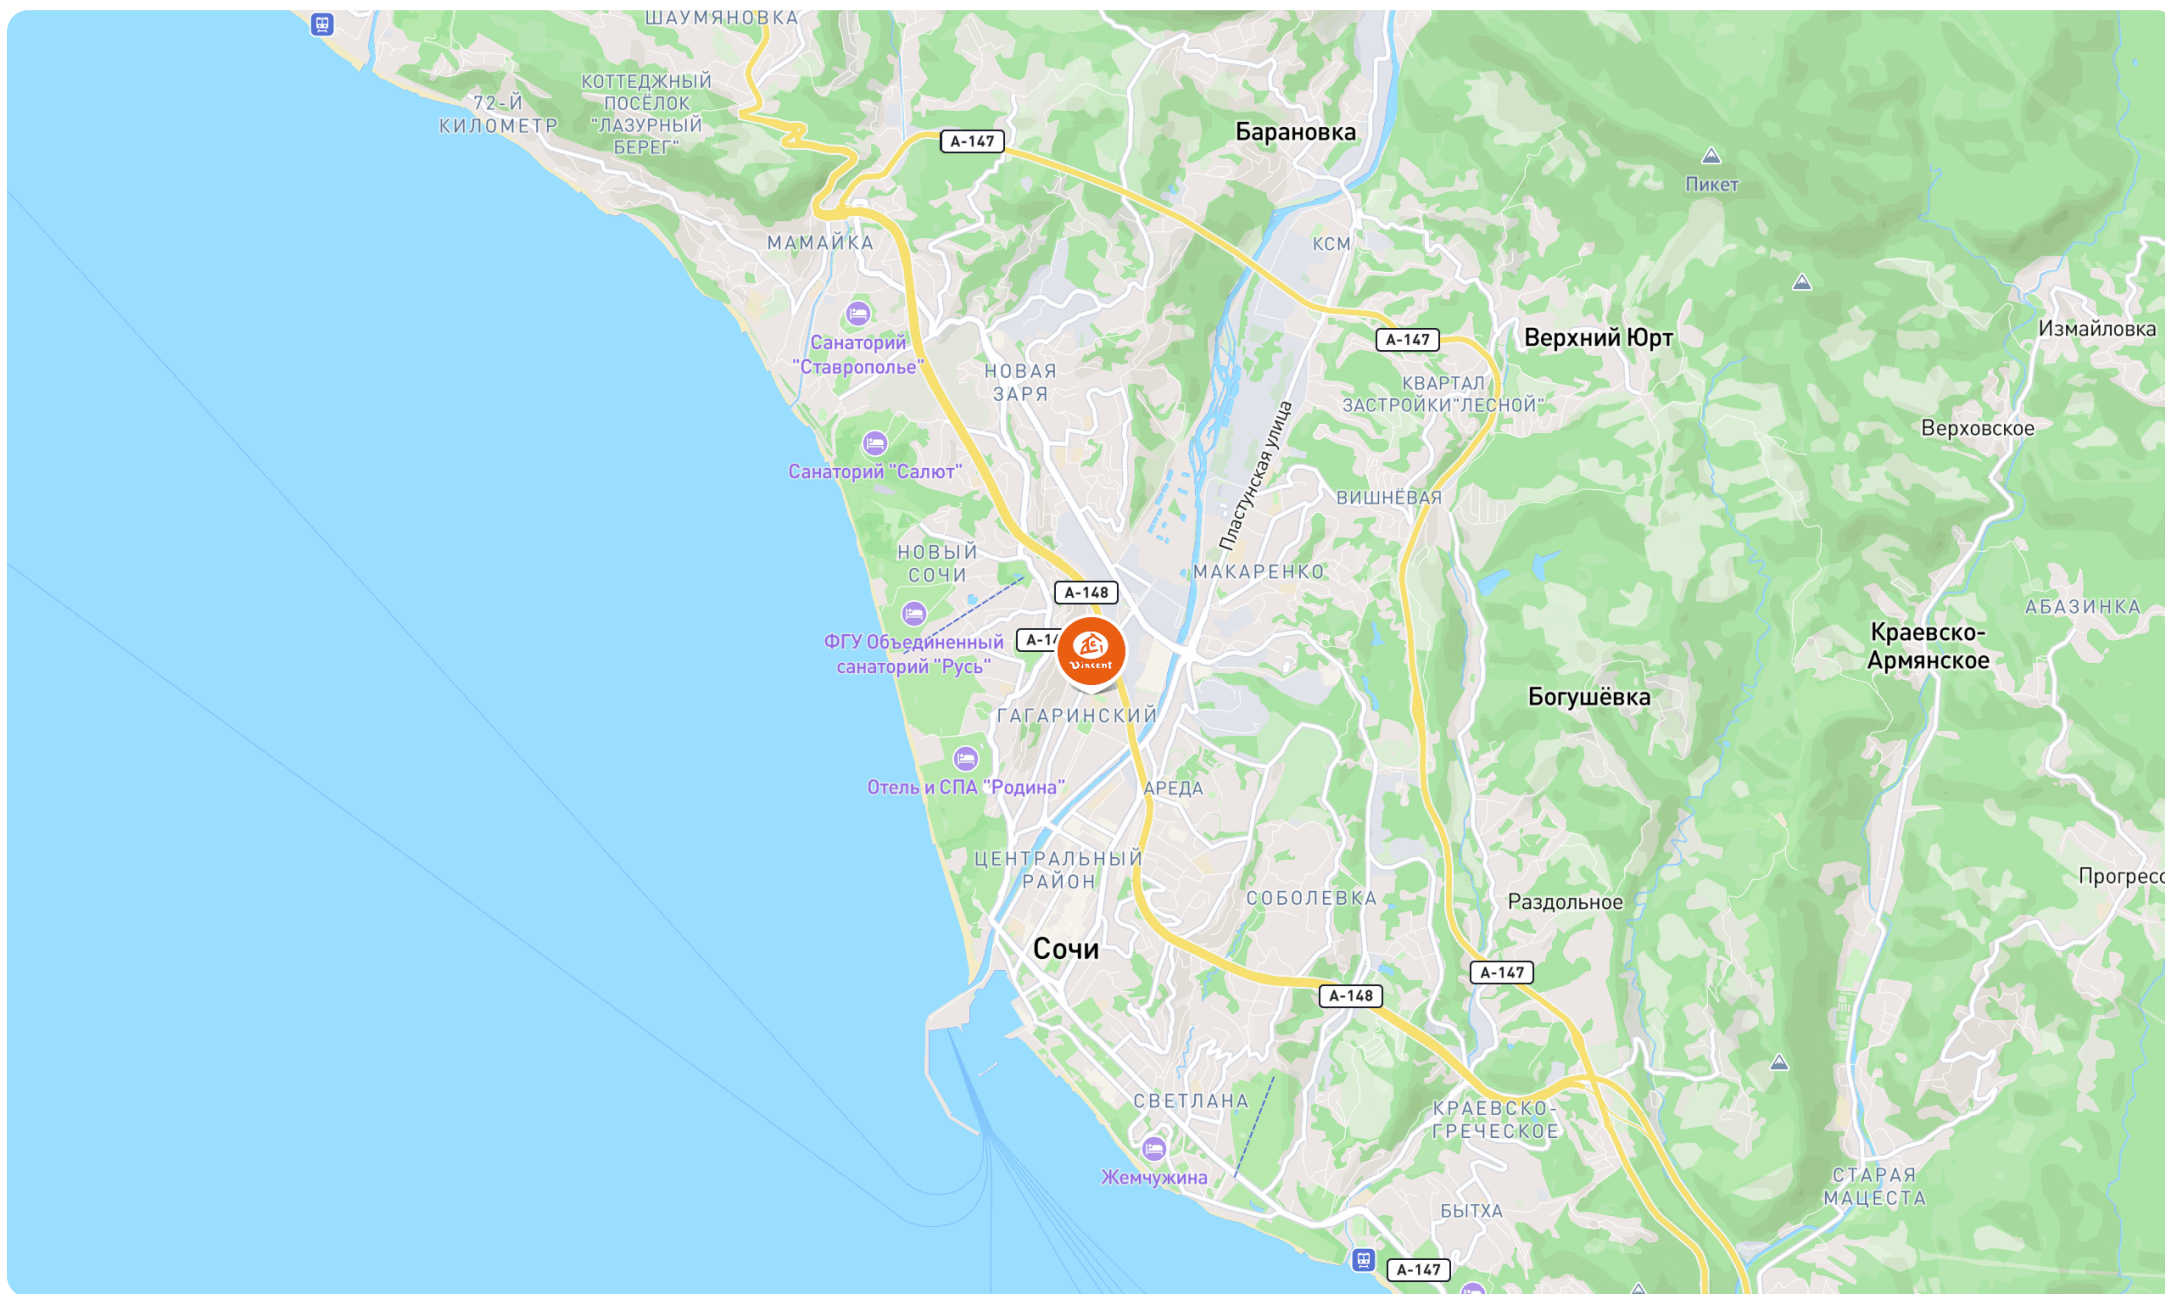 ШАУМЯНОВКА
КОТТЕДЖНЫЙ
ПОСЁЛОК
"ЛАЗУРНЫЙ
БЕРЕГ"
72-Й
КИЛОМЕТР
А-147
Барановка
Пикет
МАМАЙКА
КСМ
Санаторий
"Ставрополье"
НОВАЯ
ЗАРЯ
А-147
Верхний Юрт
Измайловка
КВАРТАЛ
ЗАСТРОЙКИ"ЛЕСНОЙ"
Верховское
Пластунская улица
Санаторий "Салют"
ВИШНЁВАЯ
НОВЫЙ
СОЧИ
МАКАРЕНКО
А-148
АБАЗИНКА
А-14
Vincent
ФГУ Объединенный
санаторий "Русь"
Краевско-
Армянское
Богушёвка
ГАГАРИНСКИЙ
Отель и СПА "Родина"
АРЕДА
ЦЕНТРАЛЬНЫЙ
РАЙОН
Прогресс
СОБОЛЕВКА
Раздольное
Сочи
А-147
А-148
СВЕТЛАНА
КРАЕВСКО-
ГРЕЧЕСКОЕ
Жемчужина
СТАРАЯ
МАЦЕСТА
БЫТХА
А-147